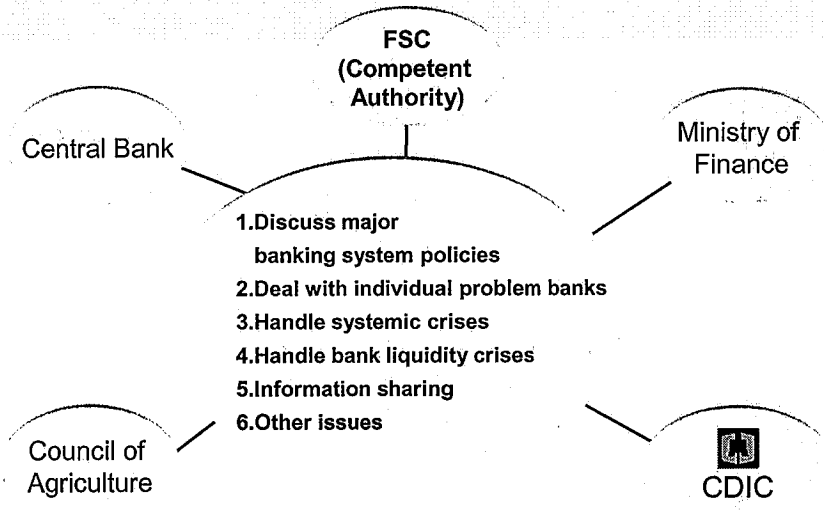 FSC
(Competent
Authority)
Central Bank
Ministry of
Finance
1.Discuss major
banking system policies
2.Deal with individual problem banks
3.Handle systemic crises
4.Handle bank liquidity crises
5.Information sharing
6.Other issues
Council of
Agriculture
CDIC